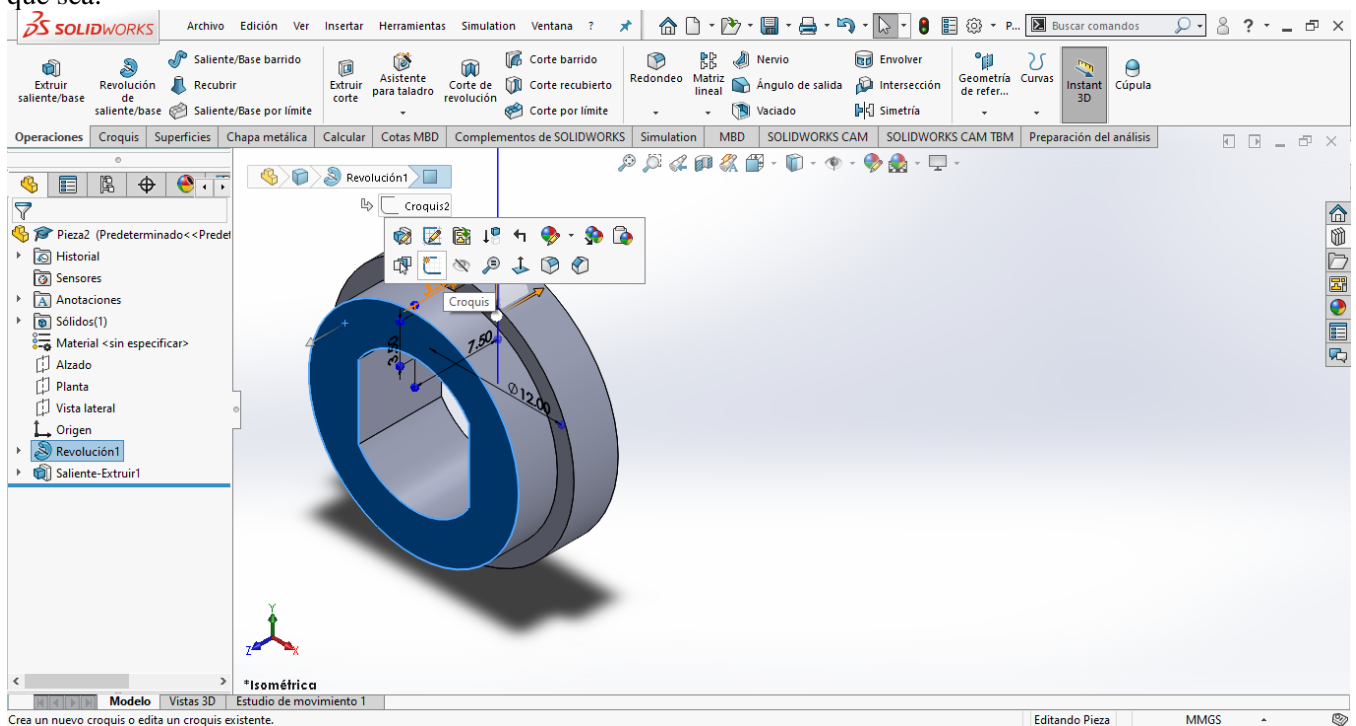 que sea.
SOLIDWORKS Archivo Edición Ver Insertar Herramientas Simulation Ventana ? P... Buscar comandos ?
Extruir saliente/base
Revolución de saliente/base
Saliente/Base barrido
Recubrir
Saliente/Base por límite
Extruir corte
Asistente para taladro
Corte de revolución
Corte barrido
Corte recubierto
Corte por límite
Redondeo
Matriz lineal
Nervio
Ángulo de salida
Vaciado
Envolver
Intersección
Simetría
Geometría de refer...
Curvas
Instant 3D
Cúpula
Operaciones Croquis Superficies Chapa metálica Calcular Cotas MBD Complementos de SOLIDWORKS Simulation MBD SOLIDWORKS CAM SOLIDWORKS CAM TBM Preparación del análisis
Revolución1
Croquis2
Croquis
Pieza2 (Predeterminado<<Predet
Historial
Sensores
A Anotaciones
Sólidos(1)
Material <sin especificar>
Alzado
Planta
Vista lateral
Origen
Revolución1
Saliente-Extruir1
3.50
7.50
Ø12.00
Y
Z
X
*Isométrica
Modelo Vistas 3D Estudio de movimiento 1
Crea un nuevo croquis o edita un croquis existente. Editando Pieza MMGS